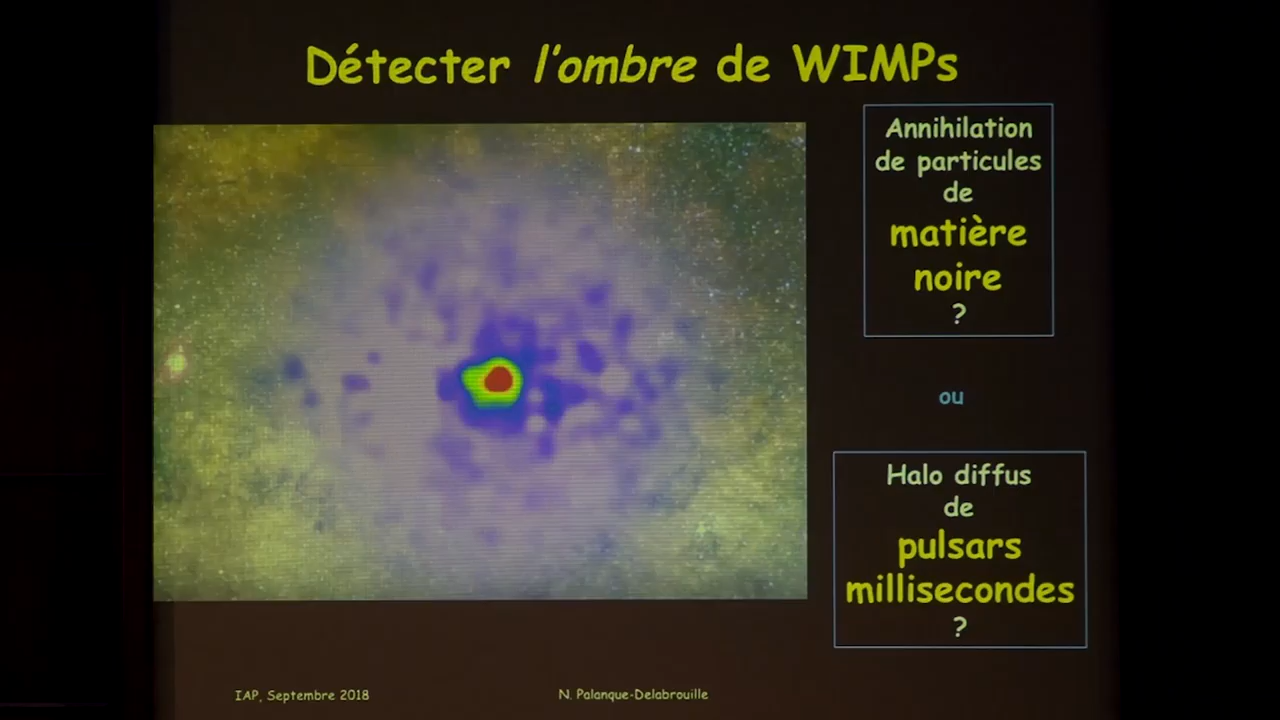 Détecter l'ombre de WIMPs
Annihilation
de particules
de
matière
noire
?
ou
Halo diffus
de
pulsars
millisecondes
?
IAP, Septembre 2018
N. Palanque-Delabrouille